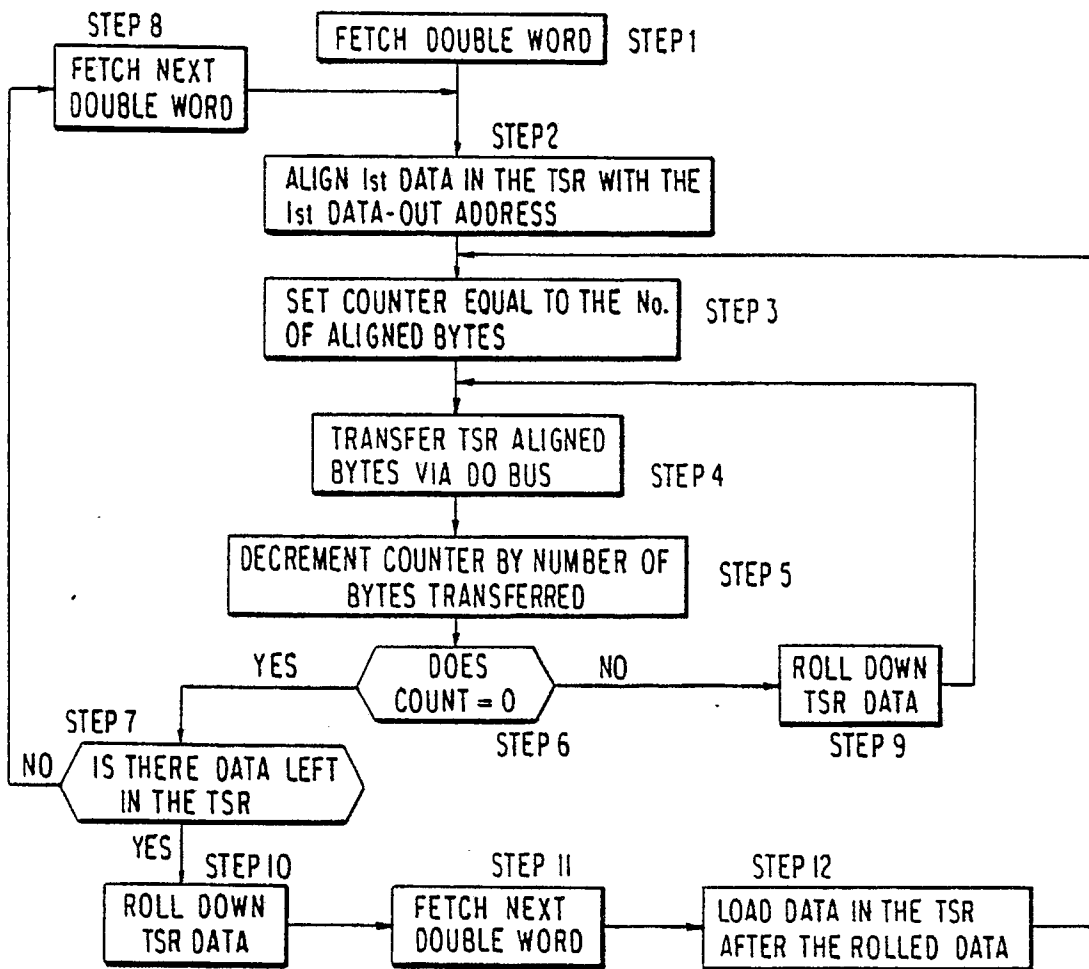 STEP 8
FETCH DOUBLE WORD
STEP 1
FETCH NEXT
DOUBLE WORD
STEP 2
ALIGN 1st DATA IN THE TSR WITH THE
1st DATA-OUT ADDRESS
SET COUNTER EQUAL TO THE No.
OF ALIGNED BYTES
STEP 3
TRANSFER TSR ALIGNED
BYTES VIA DO BUS
STEP 4
DECREMENT COUNTER BY NUMBER OF
BYTES TRANSFERRED
STEP 5
YES
DOES
COUNT = 0
NO
STEP 6
ROLL DOWN
TSR DATA
STEP 9
STEP 7
NO
IS THERE DATA LEFT
IN THE TSR
YES
STEP 10
ROLL DOWN
TSR DATA
STEP 11
FETCH NEXT
DOUBLE WORD
STEP 12
LOAD DATA IN THE TSR
AFTER THE ROLLED DATA